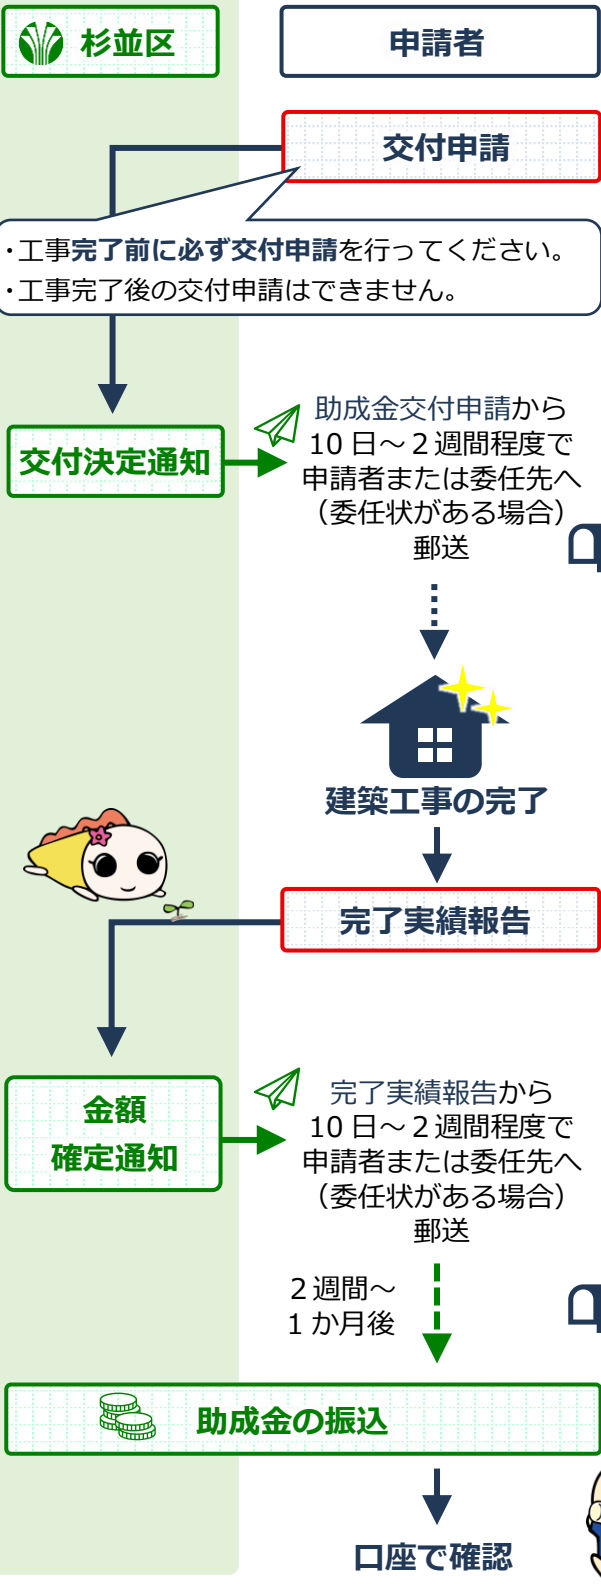 杉並区
申請者
交付申請
・工事完了前に必ず交付申請を行ってください。
・工事完了後の交付申請はできません。
交付決定通知
助成金交付申請から
10日～２週間程度で
申請者または委任先へ
（委任状がある場合）
郵送
建築工事の完了
完了実績報告
金額
確定通知
完了実績報告から
10日～２週間程度で
申請者または委任先へ
（委任状がある場合）
郵送
２週間～
１か月後
助成金の振込
口座で確認